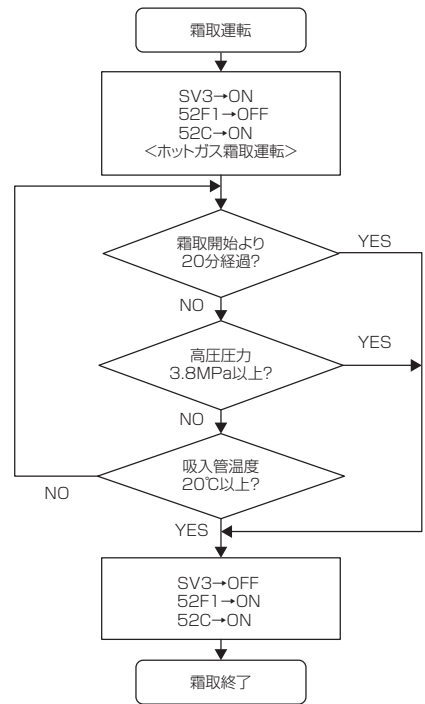 霜取運転
SV3→ON
52F1→OFF
52C→ON
＜ホットガス霜取運転＞
霜取開始より
20分経過?
YES
NO
高圧圧力
3.8MPa以上?
YES
NO
吸入管温度
20℃以上?
NO
YES
SV3→OFF
52F1→ON
52C→ON
霜取終了